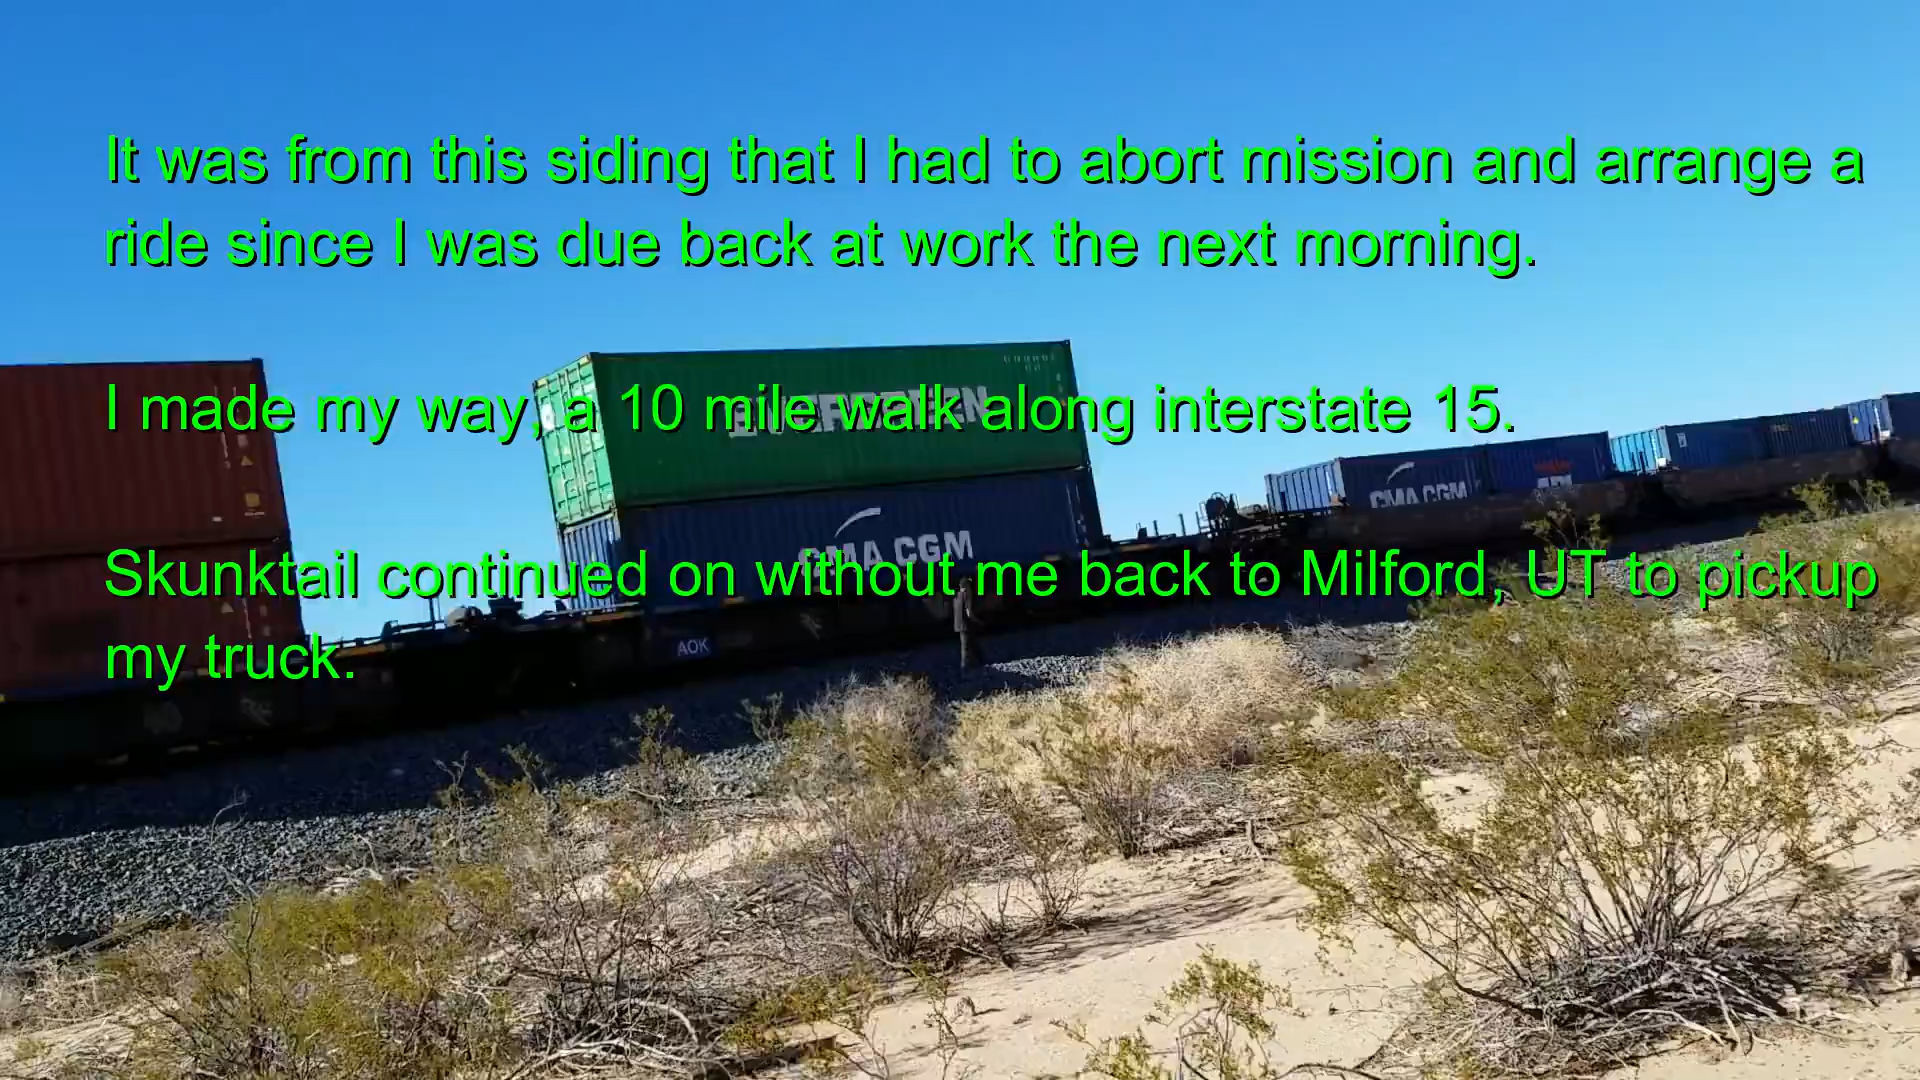 It was from this siding that I had to abort mission and arrange a
ride since I was due back at work the next morning.
I made my way, a 10 mile walk along interstate 15.
EVERGREEN
CMA CGM
CMA CGM
APL
Skunktail continued on without me back to Milford, UT to pickup
my truck.
AOK